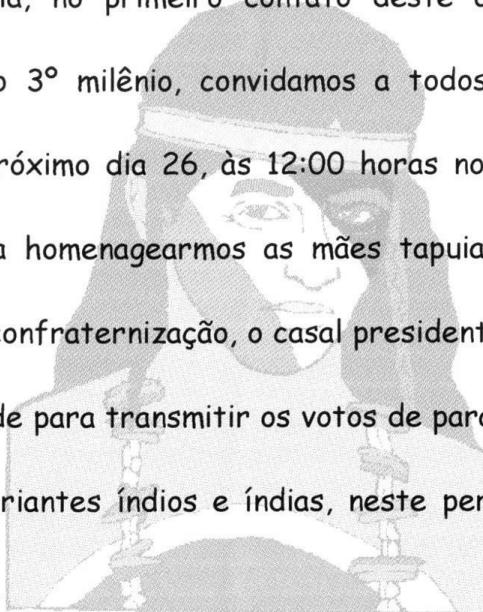 no primeiro contato deste
3º milênio, convidamos a todos
róximo dia 26, às 12:00 horas no
a homenagearmos as mães tapuia
confraternização, o casal president
de para transmitir os votos de par
riantes índios e índias, neste per